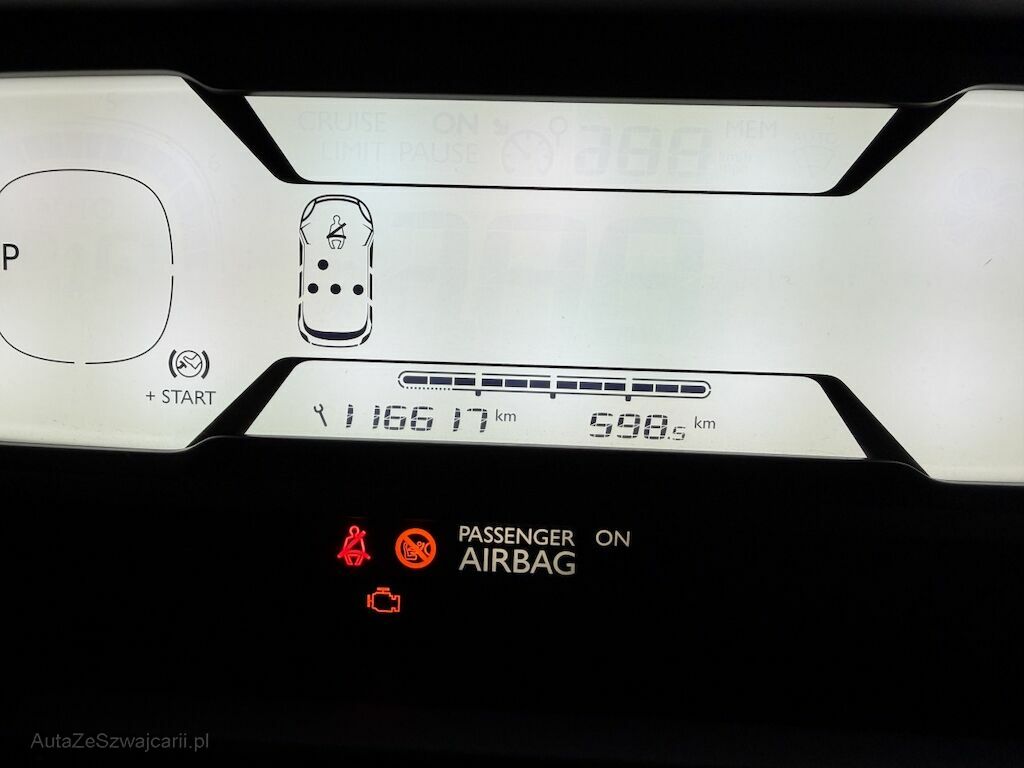 CRUISE ON MEM
LIMIT PAUSE
P
+ START
116617 km 598.5 km
PASSENGER ON
AIRBAG
AutaZeSzwajcarii.pl